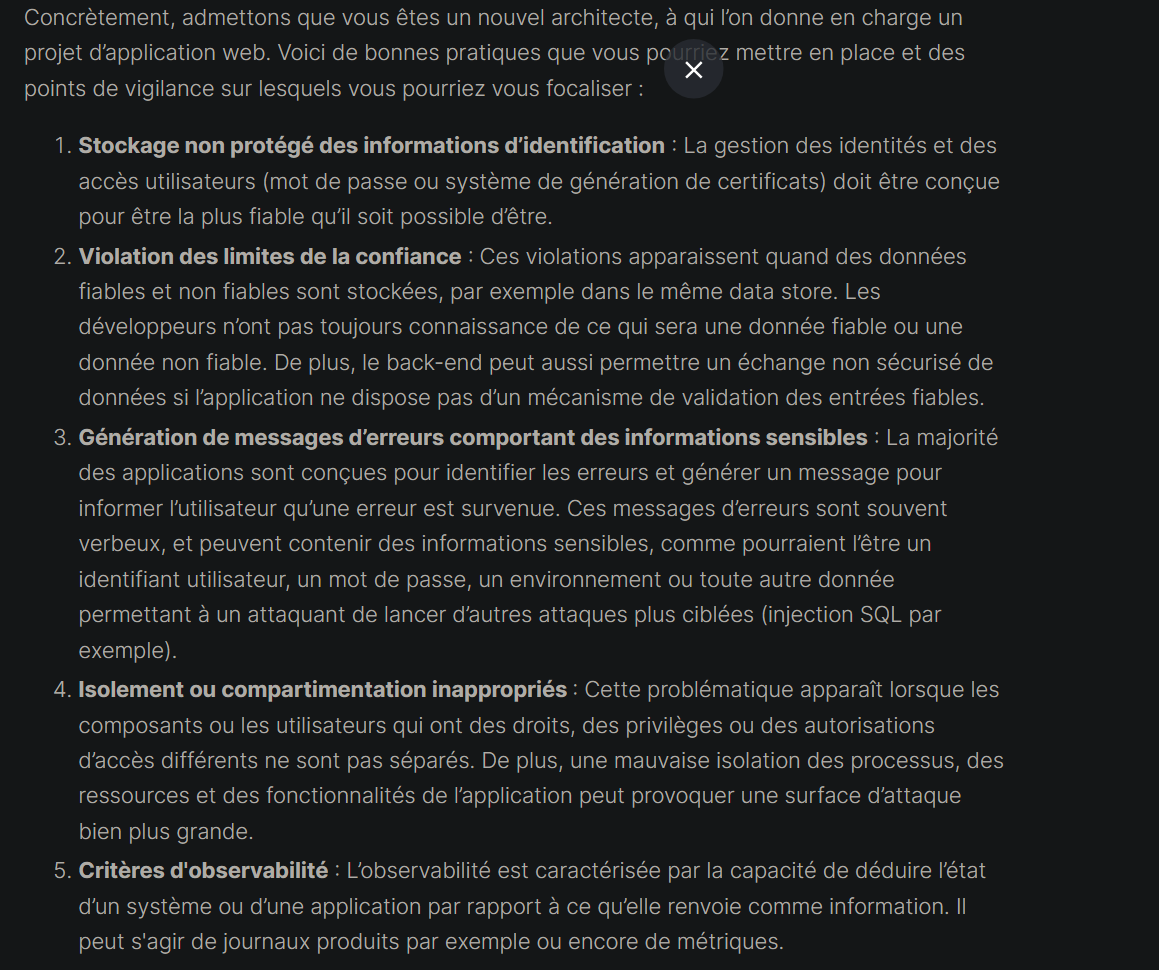 Concrètement, admettons que vous êtes un nouvel architecte, à qui l’on donne en charge un
projet d’application web. Voici de bonnes pratiques que vous pourriez mettre en place et des
points de vigilance sur lesquels vous pourriez vous focaliser :
1. Stockage non protégé des informations d’identification : La gestion des identités et des
accès utilisateurs (mot de passe ou système de génération de certificats) doit être conçue
pour être la plus fiable qu’il soit possible d’être.
2. Violation des limites de la confiance : Ces violations apparaissent quand des données
fiables et non fiables sont stockées, par exemple dans le même data store. Les
développeurs n’ont pas toujours connaissance de ce qui sera une donnée fiable ou une
donnée non fiable. De plus, le back-end peut aussi permettre un échange non sécurisé de
données si l’application ne dispose pas d’un mécanisme de validation des entrées fiables.
3. Génération de messages d’erreurs comportant des informations sensibles : La majorité
des applications sont conçues pour identifier les erreurs et générer un message pour
informer l’utilisateur qu’une erreur est survenue. Ces messages d’erreurs sont souvent
verbeux, et peuvent contenir des informations sensibles, comme pourraient l’être un
identifiant utilisateur, un mot de passe, un environnement ou toute autre donnée
permettant à un attaquant de lancer d’autres attaques plus ciblées (injection SQL par
exemple).
4. Isolement ou compartimentation inappropriés : Cette problématique apparaît lorsque les
composants ou les utilisateurs qui ont des droits, des privilèges ou des autorisations
d’accès différents ne sont pas séparés. De plus, une mauvaise isolation des processus, des
ressources et des fonctionnalités de l’application peut provoquer une surface d’attaque
bien plus grande.
5. Critères d'observabilité : L’observabilité est caractérisée par la capacité de déduire l’état
d’un système ou d’une application par rapport à ce qu’elle renvoie comme information. Il
peut s'agir de journaux produits par exemple ou encore de métriques.